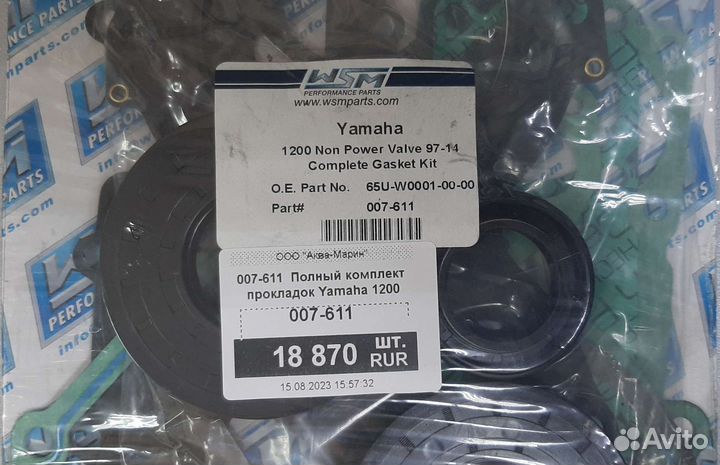 WSM
PERFORMANCE PARTS
www.wsmparts.com
Yamaha
1200 Non Power Valve 97-14
Complete Gasket Kit
O.E. Part No. 65U-W0001-00-00
Part# 007-611
ООО "Аква-Марин"
007-611 Полный комплект
прокладок Yamaha 1200
007-611
18 870 ШТ.
RUR
15.08.2023 15:57:32
Avito